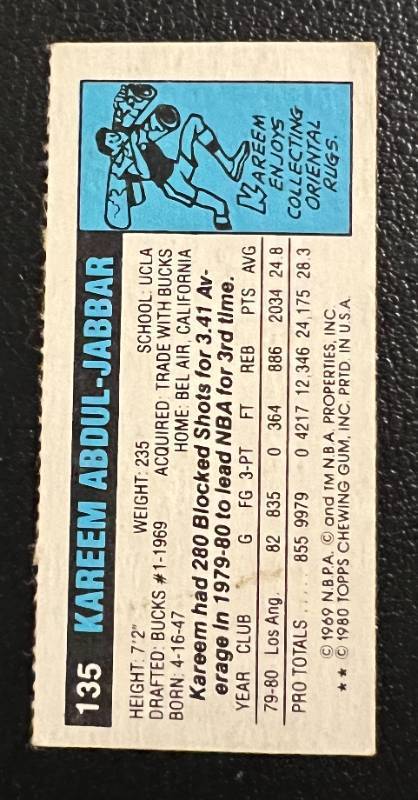 135 KAREEM ABDUL-JABBAR
HEIGHT: 7'2" WEIGHT: 235 SCHOOL: UCLA
DRAFTED: BUCKS #1-1969 ACQUIRED: TRADE WITH BUCKS
BORN: 4-16-47 HOME: BEL AIR, CALIFORNIA
Kareem had 280 Blocked Shots for 3.41 Av-
erage in 1979-80 to lead NBA for 3rd time.
YEAR CLUB G FG 3-PT FT REB PTS AVG
79-80 Los Ang. 82 835 0 364 886 2034 24.8
PRO TOTALS ..... 855 9979 0 4217 12,346 24,175 28.3
© 1969 N.B.P.A. © and TM N.B.A. PROPERTIES, INC.
★★ © 1980 TOPPS CHEWING GUM, INC. PRTD. IN U.S.A.
KAREEM
ENJOYS
COLLECTING
ORIENTAL
RUGS.